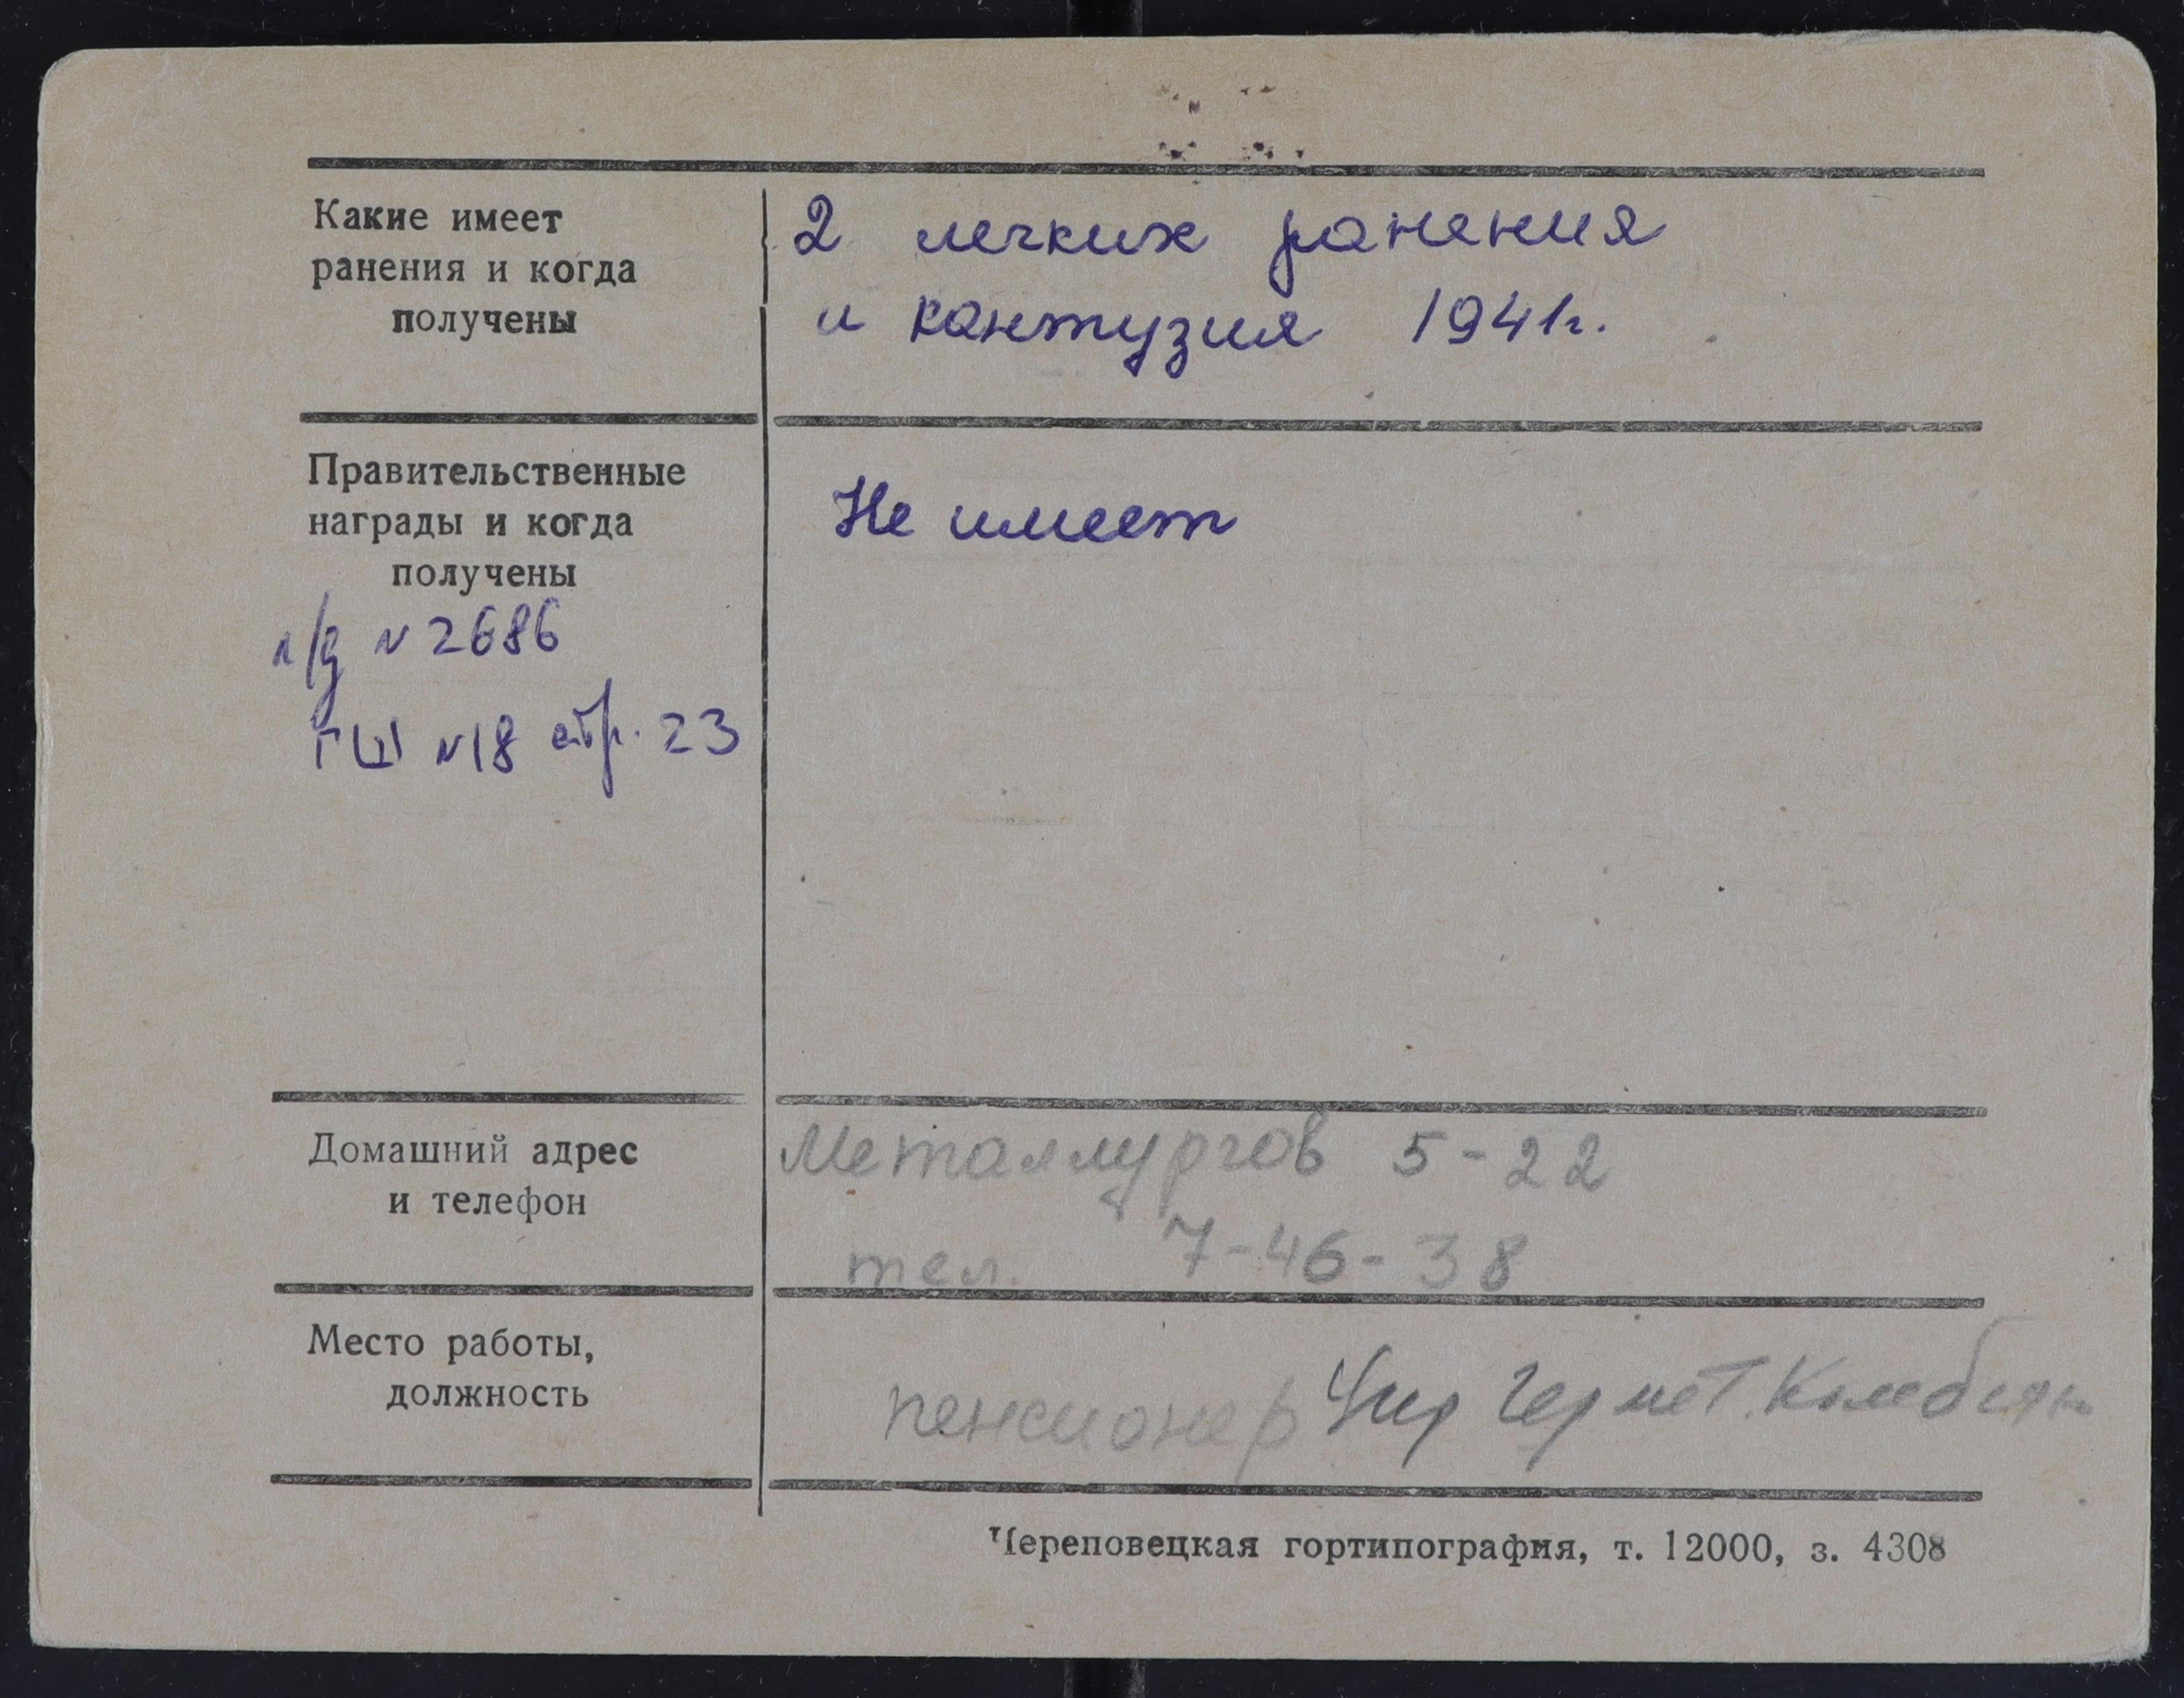 Какие имеет
ранения и когда
получены
2 легких ранения
и контузия 1941г.
Правительственные
награды и когда
получены
Не имеет
л/д N 2686
ГШ N18 стр. 23
Домашний адрес
и телефон
Металлургов 5-22
тел. 7-46-38
Место работы,
должность
пенсионер
Череповецкая гортипография, т. 12000, з. 4308